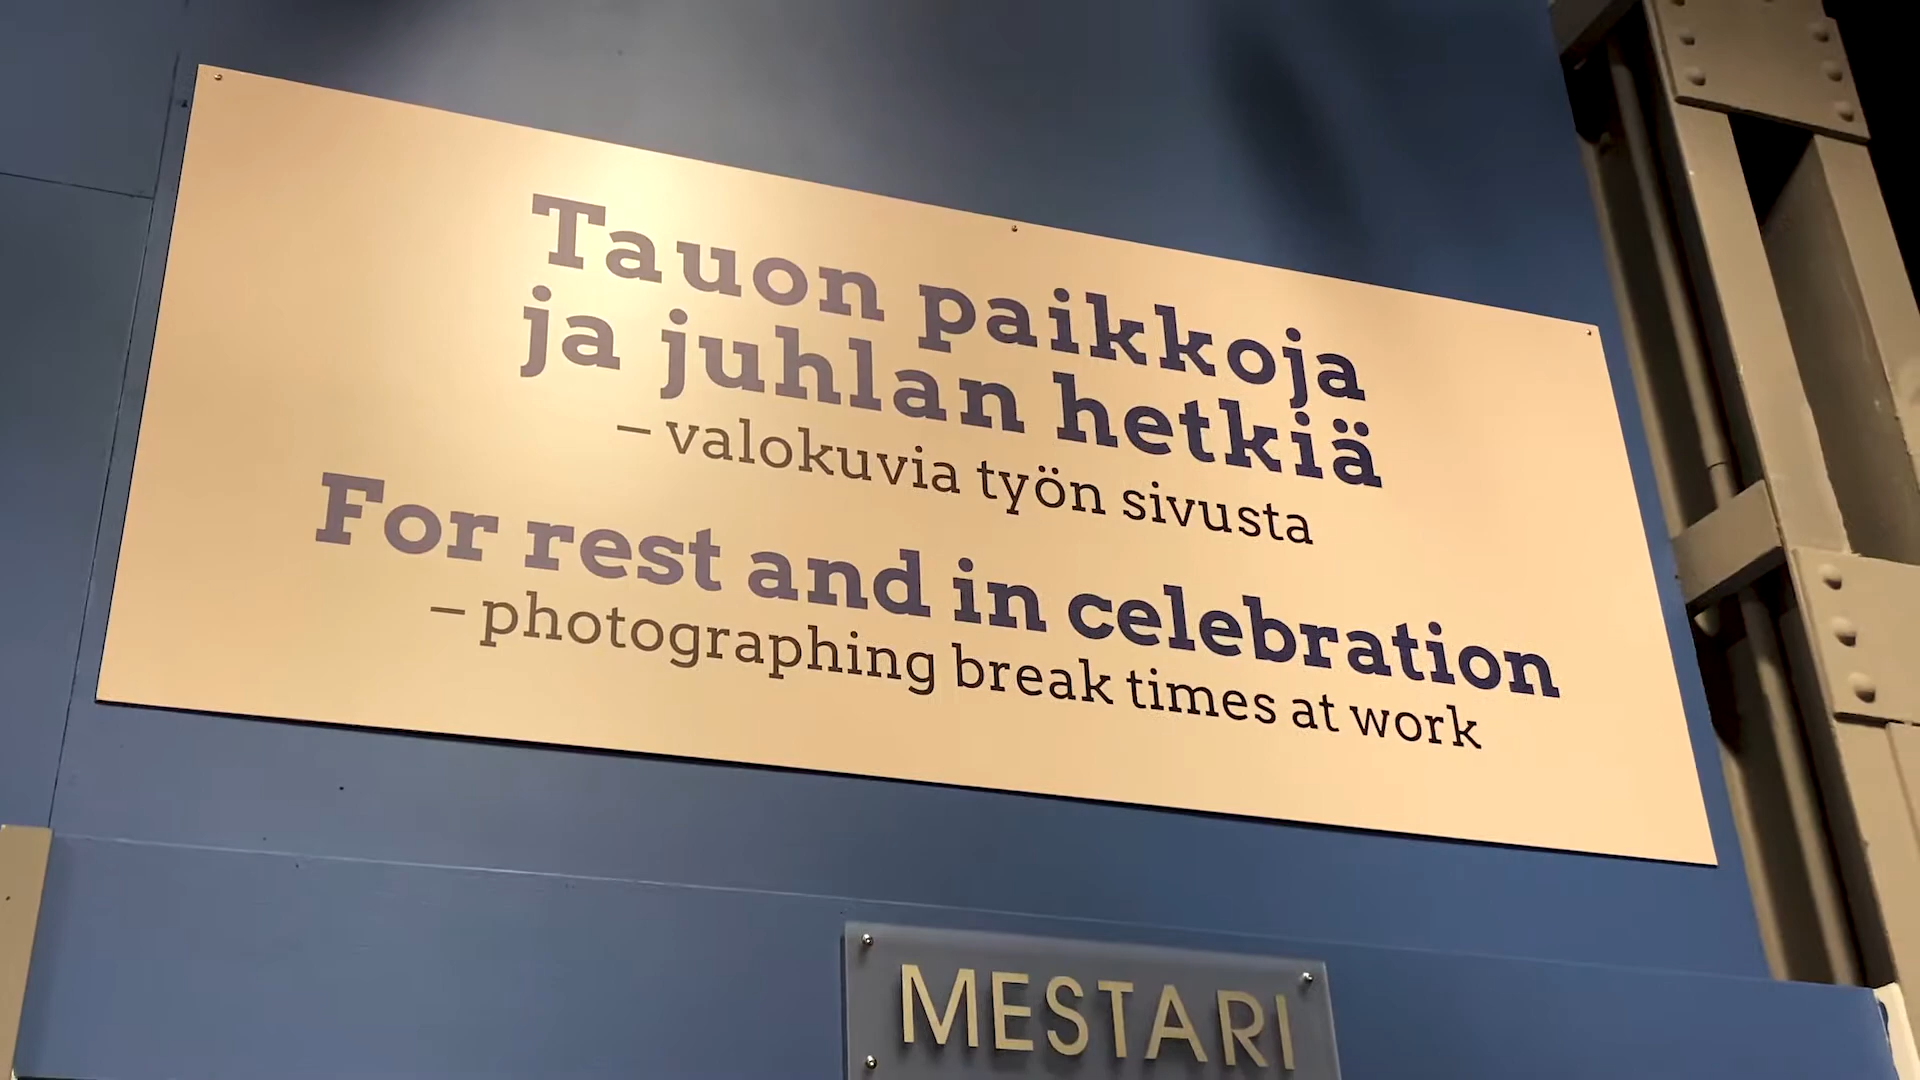 Tauon paikkoja
ja juhlan hetkiä
– valokuvia työn sivusta
For rest and in celebration
– photographing break times at work
MESTARI